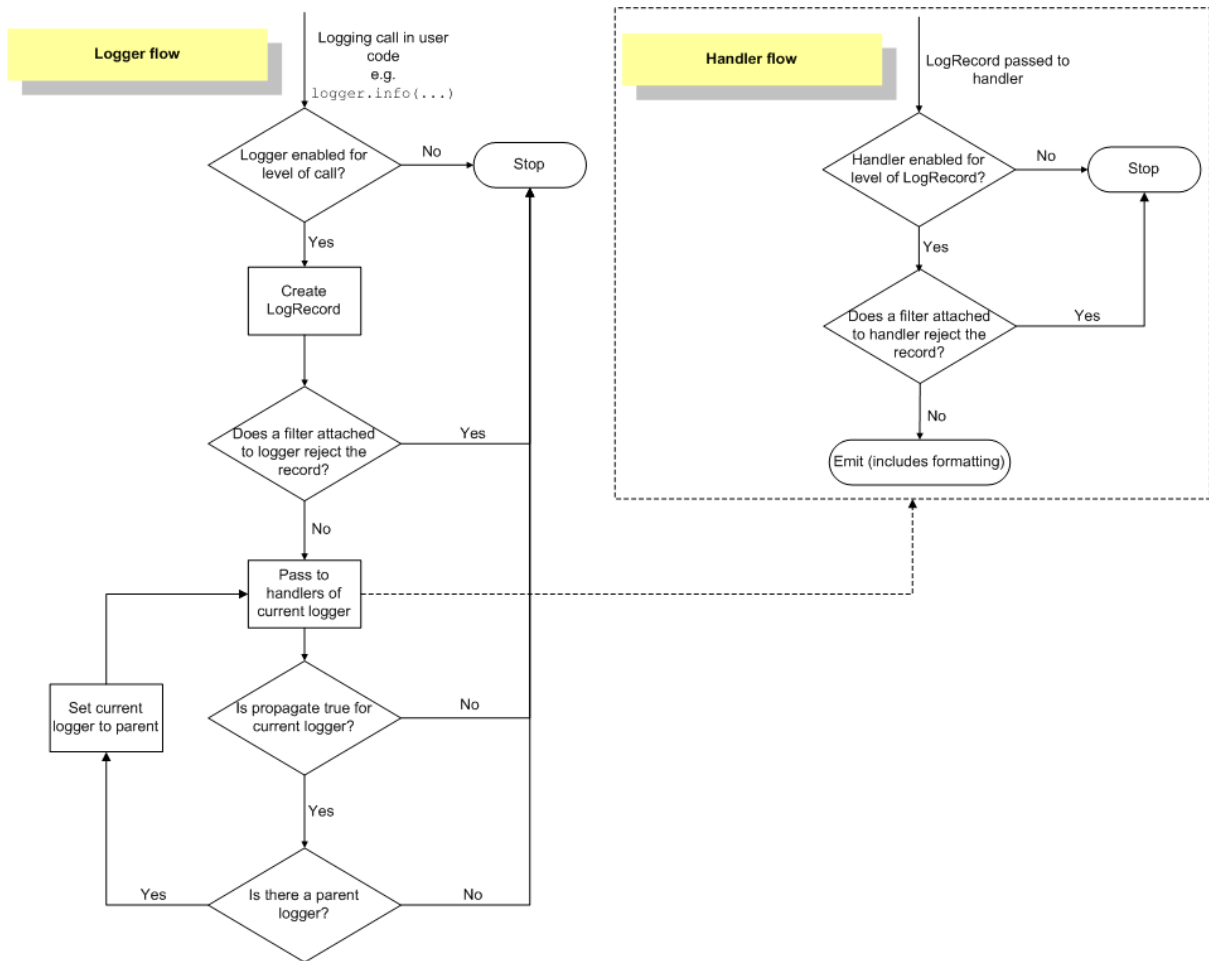 Logger flow
Logging call in user
code
e.g.
logger.info(...)
Logger enabled for
level of call?
No
Stop
Yes
Create
LogRecord
Does a filter attached
to logger reject the
record?
Yes
No
Pass to
handlers of
current logger
Set current
logger to parent
Is propagate true for
current logger?
No
Yes
Is there a parent
logger?
Yes
No
Handler flow
LogRecord passed to
handler
Handler enabled for
level of LogRecord?
No
Stop
Yes
Does a filter attached
to handler reject the
record?
Yes
No
Emit (includes formatting)